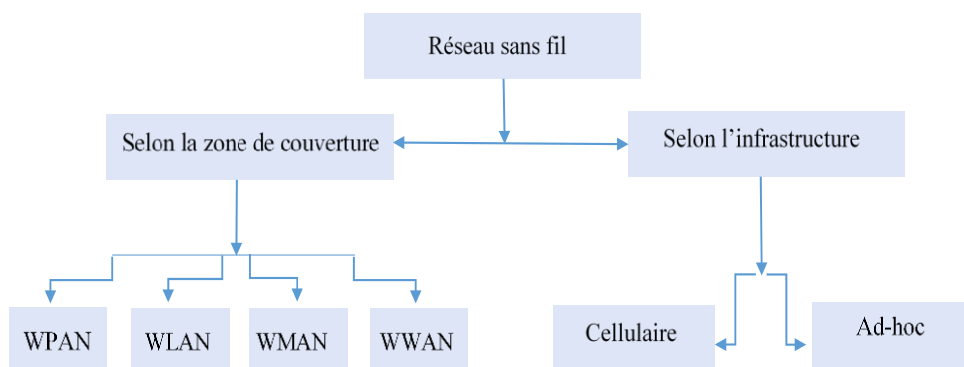 Réseau sans fil
Selon la zone de couverture
Selon l’infrastructure
WPAN
WLAN
WMAN
WWAN
Cellulaire
Ad-hoc